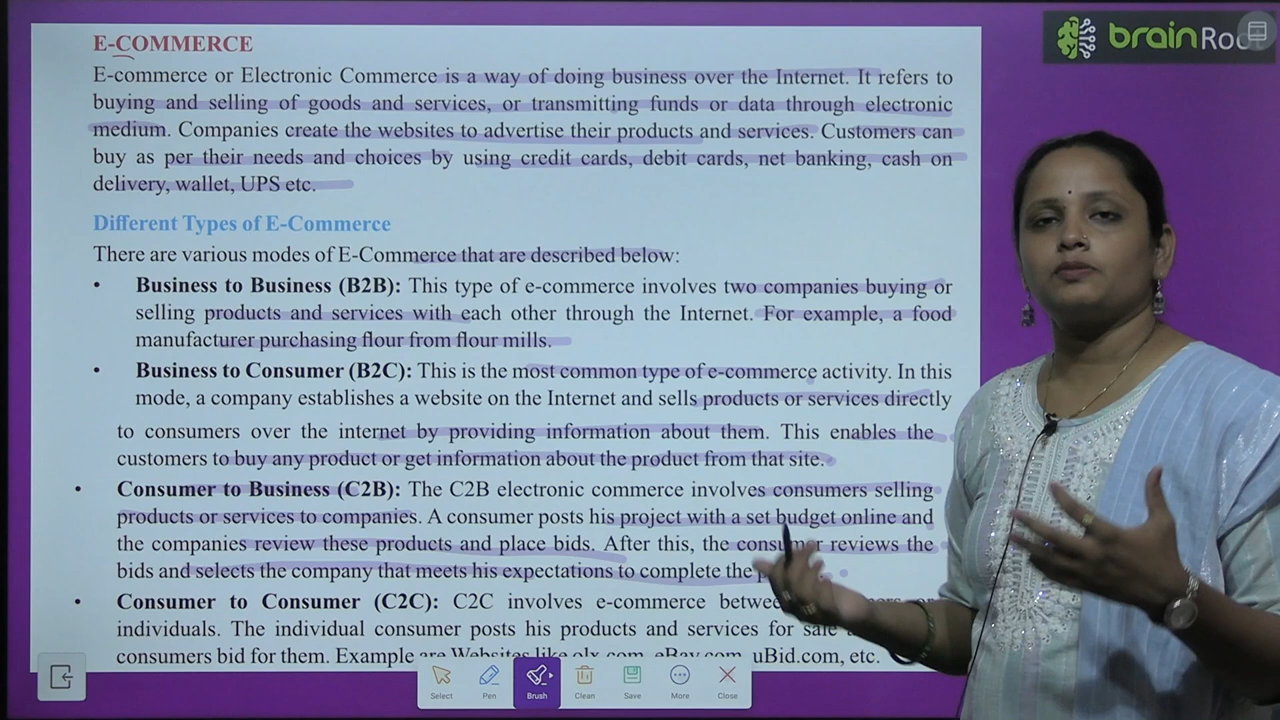 E-COMMERCE
E-commerce or Electronic Commerce is a way of doing business over the Internet. It refers to
buying and selling of goods and services, or transmitting funds or data through electronic
medium. Companies create the websites to advertise their products and services. Customers can
buy as per their needs and choices by using credit cards, debit cards, net banking, cash on
delivery, wallet, UPS etc.
Different Types of E-Commerce
There are various modes of E-Commerce that are described below:
• Business to Business (B2B): This type of e-commerce involves two companies buying or
selling products and services with each other through the Internet. For example, a food
manufacturer purchasing flour from flour mills.
• Business to Consumer (B2C): This is the most common type of e-commerce activity. In this
mode, a company establishes a website on the Internet and sells products or services directly
to consumers over the internet by providing information about them. This enables the
customers to buy any product or get information about the product from that site.
• Consumer to Business (C2B): The C2B electronic commerce involves consumers selling
products or services to companies. A consumer posts his project with a set budget online and
the companies review these products and place bids. After this, the consumer reviews the
bids and selects the company that meets his expectations to complete the
• Consumer to Consumer (C2C): C2C involves e-commerce between
individuals. The individual consumer posts his products and services for sale
consumers bid for them. Example are Websites like olx.com, eBay.com, uBid.com, etc.
brainRoot
Select
Pen
Brush
Clean
Save
More
Close